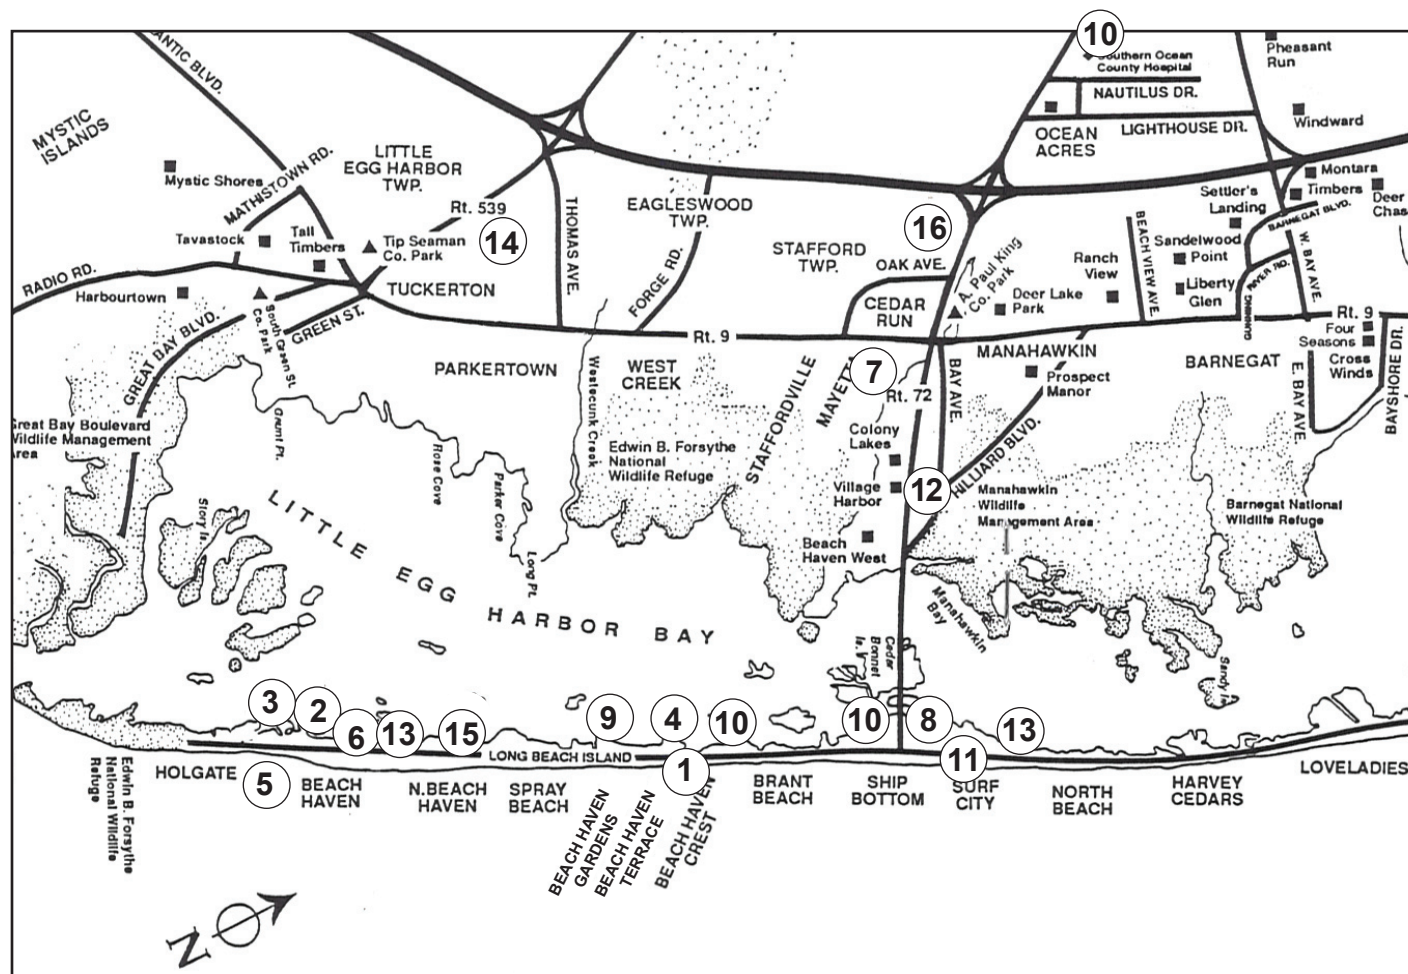 10
Southern Ocean
County Hospital
Pheasant
Run
NAUTILUS DR.
Windward
OCEAN
ACRES
LIGHTHOUSE DR.
ANTIC BLVD.
MYSTIC
ISLANDS
Mystic Shores
MATHISTOWN RD.
LITTLE
EGG HARBOR
TWP.
Rt. 539
14
THOMAS AVE.
EAGLESWOOD
TWP.
FORGE RD.
STAFFORD
TWP.
16
OAK AVE.
CEDAR
RUN
A. Paul King
Co. Park
Deer Lake
Park
Ranch
View
BEACH VIEW AVE.
Settler's
Landing
Sandelwood
Point
Liberty
Glen
Montara
Timbers
Deer
Chas
BARNEGAT BLVD.
W. BAY AVE.
Tavastock
Tall
Timbers
Tip Seaman
Co. Park
RADIO RD.
Harbourtown
South Green St.
Co. Park
GREEN ST.
TUCKERTON
GREAT BAY BLVD.
Rt. 9
Rt. 9
Four
Seasons
Cross
Winds
BAYSHORE DR.
E. BAY AVE.
BARNEGAT
MANAHAWKIN
Prospect
Manor
BAY AVE.
7
Rt. 72
PARKERTOWN
WEST
CREEK
Westecunk Creek
STAFFORDVILLE
MAYETT
Colony
Lakes
Village
Harbor
12
HILLIARD BLVD.
Beach
Haven West
Great Bay Boulevard
Wildlife Management
Area
Edwin B. Forsythe
National
Wildlife Refuge
Manahawkin
Wildlife
Management Area
Barnegat National
Wildlife Refuge
Rose Cove
Parker Cove
Long Pt.
Story Is.
LITTLE EGG HARBOR BAY
Manahawkin
Bay
Cedar
Bonnet
Is.
Sandy Is.
3
2
6
13
15
9
4
10
10
8
13
LONG BEACH ISLAND
1
11
5
HOLGATE
BEACH
HAVEN
N.BEACH
HAVEN
SPRAY
BEACH
BEACH HAVEN
GARDENS
BEACH HAVEN
TERRACE
BEACH HAVEN
CREST
BRANT
BEACH
SHIP
BOTTOM
SURF
CITY
NORTH
BEACH
HARVEY
CEDARS
LOVELADIES
Edwin B. Forsythe
National Wildlife
Refuge
N